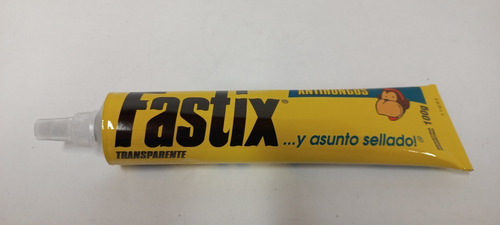 ANTIHONGOS
Fastix®
...y asunto sellado!
TRANSPARENTE
100g